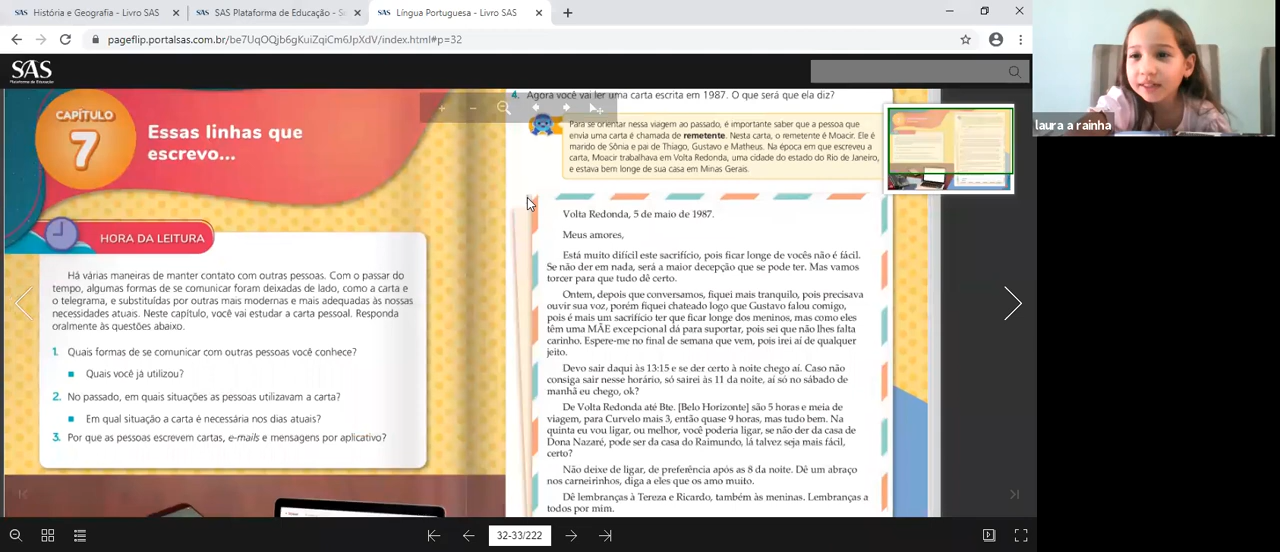 História e Geografia - Livro SAS
SAS Plataforma de Educação - S
Língua Portuguesa - Livro SAS
pageflip.portalsas.com.br/be7UqOQjb6gKuiZqiCm6JpXdV/index.html#p=32
SAS
Plataforma de Educação
laura a rainha
CAPÍTULO
7
Essas linhas que
escrevo...
HORA DA LEITURA
Há várias maneiras de manter contato com outras pessoas. Com o passar do
tempo, algumas formas de se comunicar foram deixadas de lado, como a carta e
o telegrama, e substituídas por outras mais modernas e mais adequadas às nossas
necessidades atuais. Neste capítulo, você vai estudar a carta pessoal. Responda
oralmente às questões abaixo.
1. Quais formas de se comunicar com outras pessoas você conhece?
Quais você já utilizou?
2. No passado, em quais situações as pessoas utilizavam a carta?
Em qual situação a carta é necessária nos dias atuais?
3. Por que as pessoas escrevem cartas, e-mails e mensagens por aplicativo?
4. Agora você vai ler uma carta escrita em 1987. O que será que ela diz?
Para se orientar nessa viagem ao passado, é importante saber que a pessoa que
envia uma carta é chamada de remetente. Nesta carta, o remetente é Moacir. Ele é
marido de Sônia e pai de Thiago, Gustavo e Matheus. Na época em que escreveu a
carta, Moacir trabalhava em Volta Redonda, uma cidade do estado do Rio de Janeiro,
e estava bem longe de sua casa em Minas Gerais.
Volta Redonda, 5 de maio de 1987.
Meus amores,
Está muito difícil este sacrifício, pois ficar longe de vocês não é fácil.
Se não der em nada, será a maior decepção que se pode ter. Mas vamos
torcer para que tudo dê certo.
Ontem, depois que conversamos, fiquei mais tranquilo, pois precisava
ouvir sua voz, porém fiquei chateado logo que Gustavo falou comigo,
pois é mais um sacrifício ter que ficar longe dos meninos, mas como eles
têm uma MÃE excepcional dá para suportar, pois sei que não lhes falta
carinho. Espere-me no final de semana que vem, pois irei aí de qualquer
jeito.
Devo sair daqui às 13:15 e se der certo à noite chego aí. Caso não
consiga sair nesse horário, só sairei às 11 da noite, aí só no sábado de
manhã eu chego, ok?
De Volta Redonda até Bte. [Belo Horizonte] são 5 horas e meia de
viagem, para Curvelo mais 3, então quase 9 horas, mas tudo bem. Na
quinta eu vou ligar, ou melhor, você poderia ligar, se não der da casa de
Dona Nazaré, pode ser da casa do Raimundo, lá talvez seja mais fácil,
certo?
Não deixe de ligar, de preferência após as 8 da noite. Dê um abraço
nos carneirinhos, diga a eles que os amo muito.
Dê lembranças à Tereza e Ricardo, também às meninas. Lembranças a
todos por mim.
32-33/222